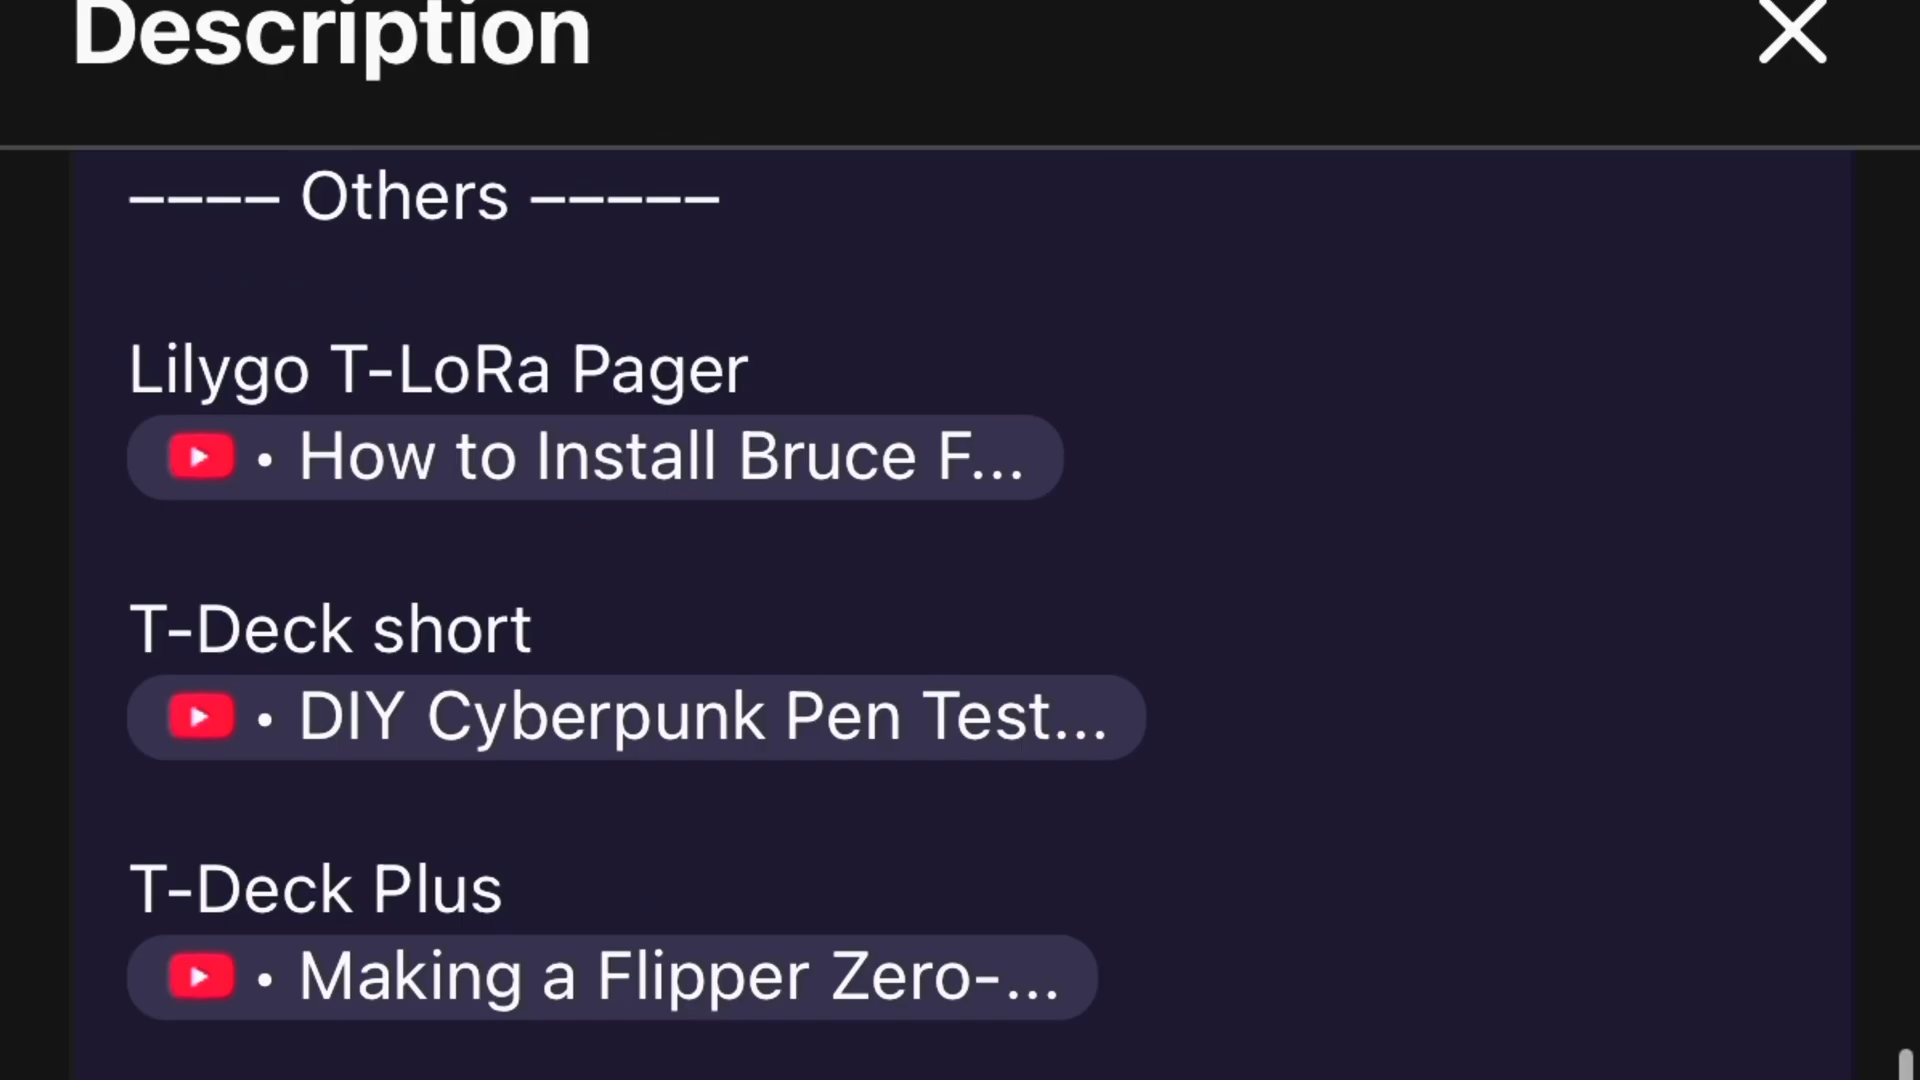 Description
–––– Others –––––
Lilygo T-LoRa Pager
• How to Install Bruce F...
T-Deck short
• DIY Cyberpunk Pen Test...
T-Deck Plus
• Making a Flipper Zero-...